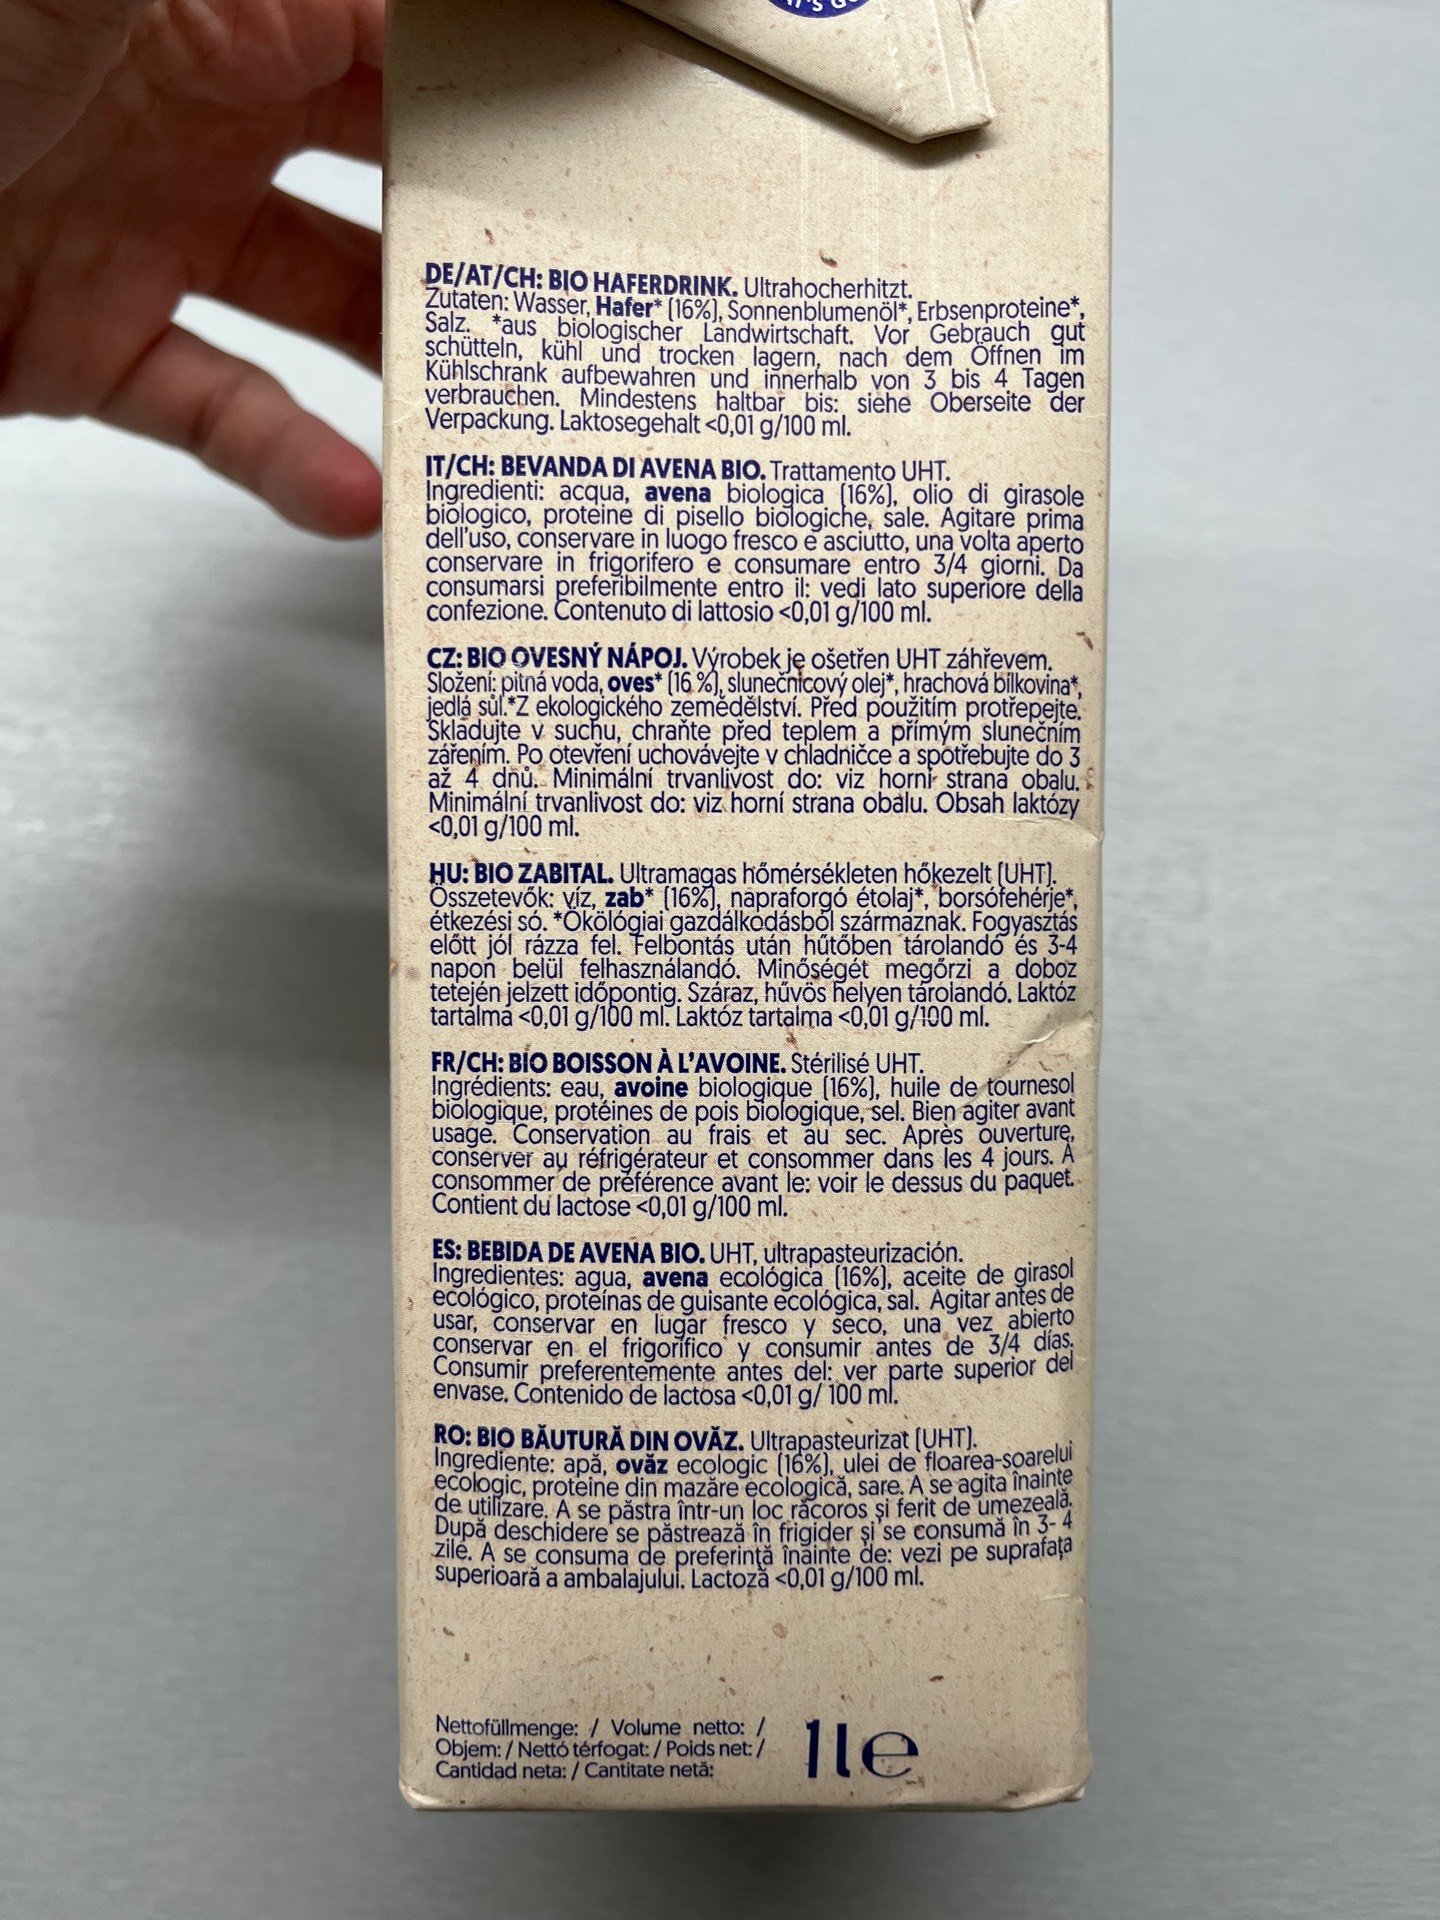 IT'S G
DE/AT/CH: BIO HAFERDRINK. Ultrahocherhitzt.
Zutaten: Wasser, Hafer* (16%), Sonnenblumenöl*, Erbsenproteine*,
Salz. *aus biologischer Landwirtschaft. Vor Gebrauch gut
schütteln, kühl und trocken lagern, nach dem Öffnen im
Kühlschrank aufbewahren und innerhalb von 3 bis 4 Tagen
verbrauchen. Mindestens haltbar bis: siehe Oberseite der
Verpackung. Laktosegehalt <0,01 g/100 ml.
IT/CH: BEVANDA DI AVENA BIO. Trattamento UHT.
Ingredienti: acqua, avena biologica (16%), olio di girasole
biologico, proteine di pisello biologiche, sale. Agitare prima
dell'uso, conservare in luogo fresco e asciutto, una volta aperto
conservare in frigorifero e consumare entro 3/4 giorni. Da
consumarsi preferibilmente entro il: vedi lato superiore della
confezione. Contenuto di lattosio <0,01 g/100 ml.
CZ: BIO OVESNÝ NÁPOJ. Výrobek je ošetřen UHT záhřevem.
Složení: pitná voda, oves* (16 %), slunečnicový olej*, hrachová bílkovina*,
jedlá sůl.*Z ekologického zemědělství. Před použitím protřepejte.
Skladujte v suchu, chraňte před teplem a přímým slunečním
zářením. Po otevření uchovávejte v chladničce a spotřebujte do 3
až 4 dnů. Minimální trvanlivost do: viz horní strana obalu.
Minimální trvanlivost do: viz horní strana obalu. Obsah laktózy
<0,01 g/100 ml.
HU: BIO ZABITAL. Ultramagas hőmérsékleten hőkezelt (UHT).
Összetevők: víz, zab* (16%), napraforgó étolaj*, borsófehérje*,
étkezési só. *Ökológiai gazdálkodásból származnak. Fogyasztás
előtt jól rázza fel. Felbontás után hűtőben tárolandó és 3-4
napon belül felhasználandó. Minőségét megőrzi a doboz
tetején jelzett időpontig. Száraz, hűvös helyen tárolandó. Laktóz
tartalma <0,01 g/100 ml. Laktóz tartalma <0,01 g/100 ml.
FR/CH: BIO BOISSON À L'AVOINE. Stérilisé UHT.
Ingrédients: eau, avoine biologique (16%), huile de tournesol
biologique, protéines de pois biologique, sel. Bien agiter avant
usage. Conservation au frais et au sec. Après ouverture,
conserver au réfrigérateur et consommer dans les 4 jours. À
consommer de préférence avant le: voir le dessus du paquet.
Contient du lactose <0,01 g/100 ml.
ES: BEBIDA DE AVENA BIO. UHT, ultrapasteurización.
Ingredientes: agua, avena ecológica (16%), aceite de girasol
ecológico, proteínas de guisante ecológica, sal. Agitar antes de
usar, conservar en lugar fresco y seco, una vez abierto
conservar en el frigorífico y consumir antes de 3/4 días.
Consumir preferentemente antes del: ver parte superior del
envase. Contenido de lactosa <0,01 g/ 100 ml.
RO: BIO BĂUTURĂ DIN OVĂZ. Ultrapasteurizat (UHT).
Ingrediente: apă, ovăz ecologic (16%), ulei de floarea-soarelui
ecologic, proteine din mazăre ecologică, sare. A se agita înainte
de utilizare. A se păstra într-un loc răcoros și ferit de umezeală.
După deschidere se păstrează în frigider și se consumă în 3- 4
zile. A se consuma de preferință înainte de: vezi pe suprafața
superioară a ambalajului. Lactoză <0,01 g/100 ml.
Nettofüllmenge: / Volume netto: /
Objem: / Nettó térfogat: / Poids net: /
Cantidad neta: / Cantitate netă:
1 l e